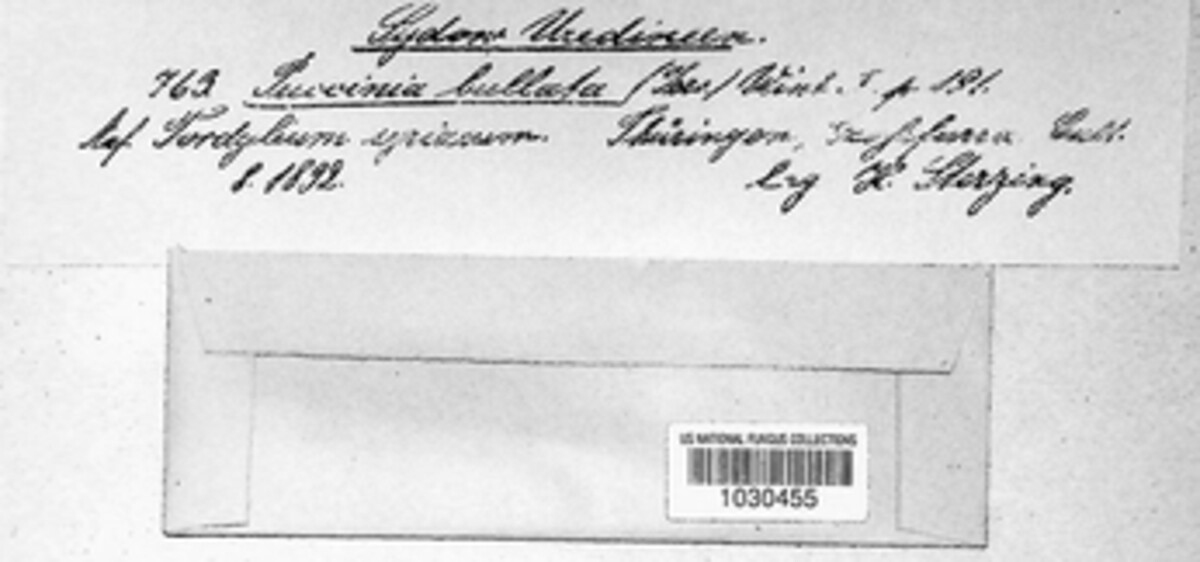 Sydow Uredineen.
763 Puccinia bullata (Pers.) Wint. I. p. 191.
Auf Tordylium syriacum. Thüringen, Cult.
8. 1892. leg H. Sterzing.
US NATIONAL FUNGUS COLLECTIONS
1030455